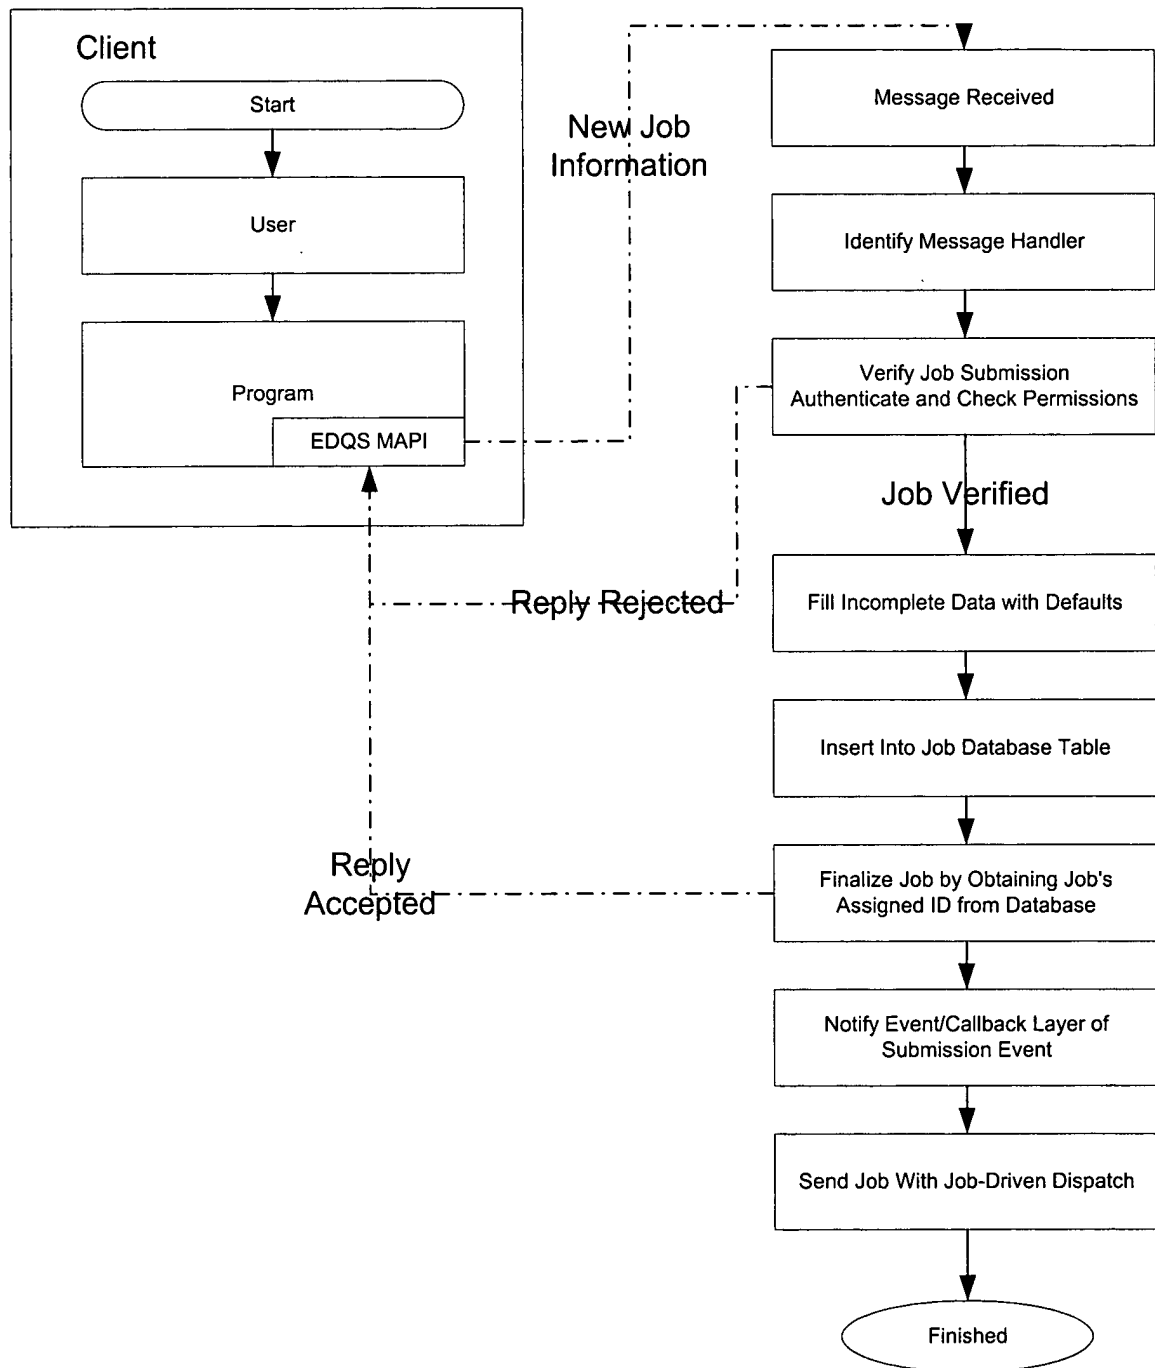 Client
Start
User
Program
EDQS MAPI
New Job
Information
Message Received
Identify Message Handler
Verify Job Submission
Authenticate and Check Permissions
Job Verified
Reply Rejected
Fill Incomplete Data with Defaults
Insert Into Job Database Table
Reply
Accepted
Finalize Job by Obtaining Job's
Assigned ID from Database
Notify Event/Callback Layer of
Submission Event
Send Job With Job-Driven Dispatch
Finished